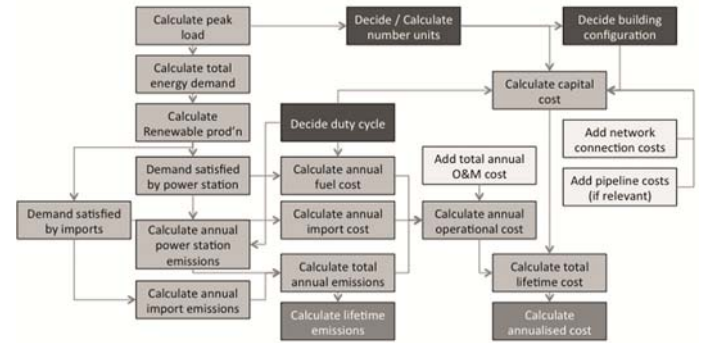 Calculate peak
load
Decide / Calculate
number units
Decide building
configuration
Calculate total
energy demand
Calculate capital
cost
Calculate
Renewable prod'n
Decide duty cycle
Add network
connection costs
Demand satisfied
by power station
Calculate annual
fuel cost
Add total annual
O&M cost
Add pipeline costs
(if relevant)
Demand satisfied
by imports
Calculate annual
power station
emissions
Calculate annual
import cost
Calculate annual
operational cost
Calculate annual
import emissions
Calculate total
annual emissions
Calculate total
lifetime cost
Calculate lifetime
emissions
Calculate
annualised cost